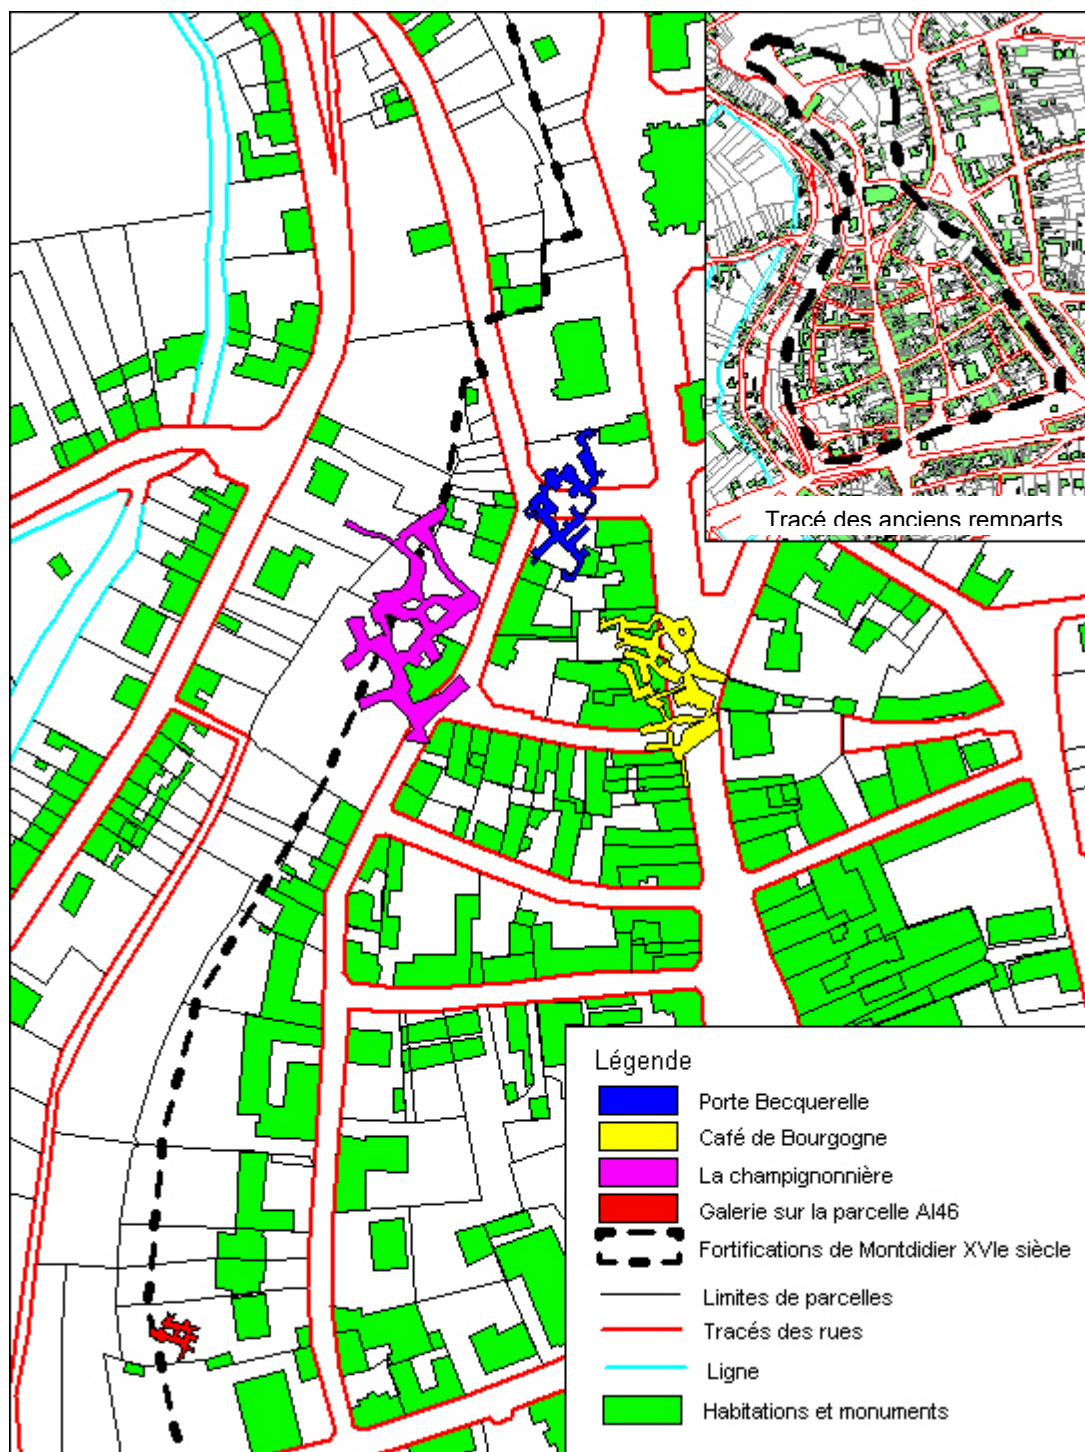 Tracé des anciens remparts
Légende
Porte Becquerelle
Café de Bourgogne
La champignonnière
Galerie sur la parcelle AI46
Fortifications de Montdidier XVIe siècle
Limites de parcelles
Tracés des rues
Ligne
Habitations et monuments